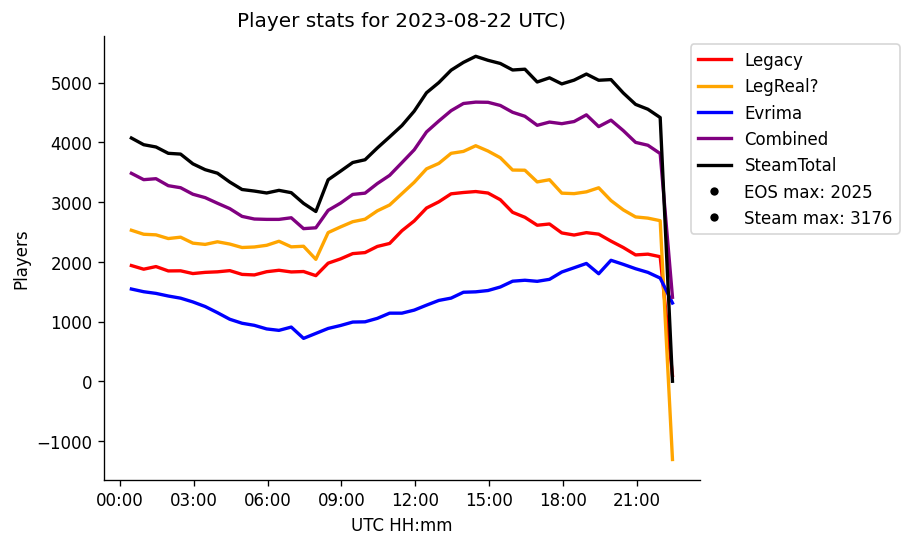 Player stats for 2023-08-22 UTC)
Legacy
LegReal?
Evrima
Combined
SteamTotal
EOS max: 2025
Steam max: 3176
5000
4000
3000
2000
1000
0
−1000
Players
00:00 03:00 06:00 09:00 12:00 15:00 18:00 21:00
UTC HH:mm